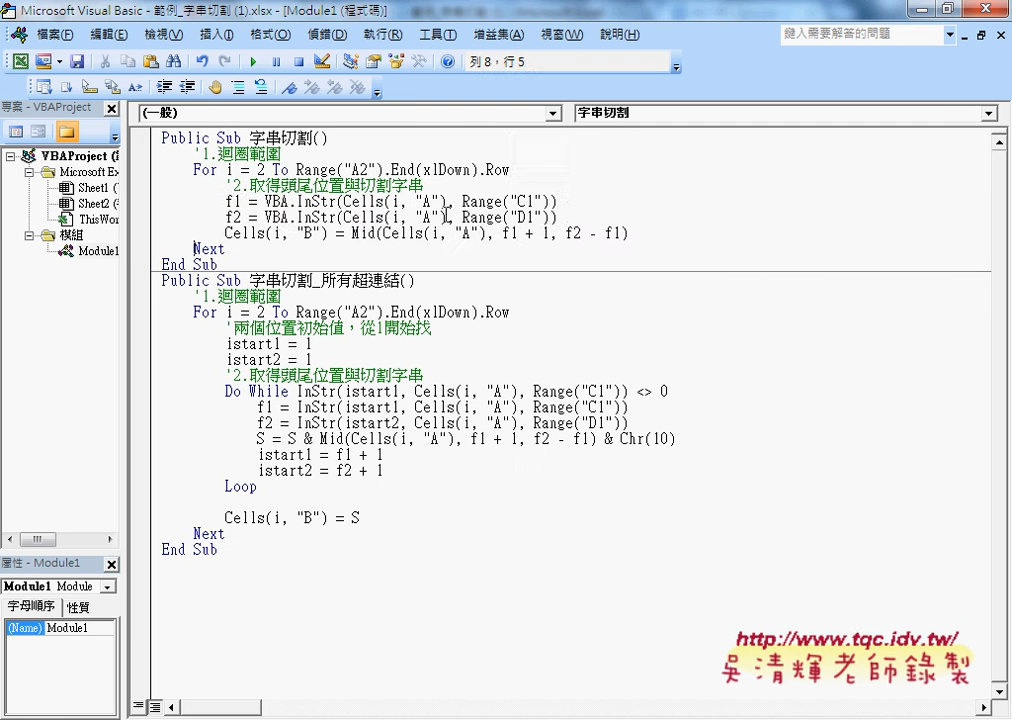 Microsoft Visual Basic - 範例_字串切割 (1).xlsx - [Module1 (程式碼)]
檔案(F) 編輯(E) 檢視(V) 插入(I) 格式(O) 偵錯(D) 執行(R) 工具(T) 增益集(A) 視窗(W) 說明(H) 鍵入需要解答的問題
列 8，行 5
專案 - VBAProject
(一般) 字串切割
VBAProject (
Microsoft Ex
Sheet1 (
Sheet2 (
ThisWor
模組
Module1
Public Sub 字串切割()
'1.迴圈範圍
For i = 2 To Range("A2").End(xlDown).Row
'2.取得頭尾位置與切割字串
f1 = VBA.InStr(Cells(i, "A"), Range("C1"))
f2 = VBA.InStr(Cells(i, "A"), Range("D1"))
Cells(i, "B") = Mid(Cells(i, "A"), f1 + 1, f2 - f1)
Next
End Sub
Public Sub 字串切割_所有超連結()
'1.迴圈範圍
For i = 2 To Range("A2").End(xlDown).Row
'兩個位置初始值，從1開始找
istart1 = 1
istart2 = 1
'2.取得頭尾位置與切割字串
Do While InStr(istart1, Cells(i, "A"), Range("C1")) <> 0
f1 = InStr(istart1, Cells(i, "A"), Range("C1"))
f2 = InStr(istart2, Cells(i, "A"), Range("D1"))
S = S & Mid(Cells(i, "A"), f1 + 1, f2 - f1) & Chr(10)
istart1 = f1 + 1
istart2 = f2 + 1
Loop
Cells(i, "B") = S
Next
End Sub
屬性 - Module1
Module1 Module
字母順序 性質
(Name) Module1
http://www.tqc.idv.tw/
吳清輝老師錄製